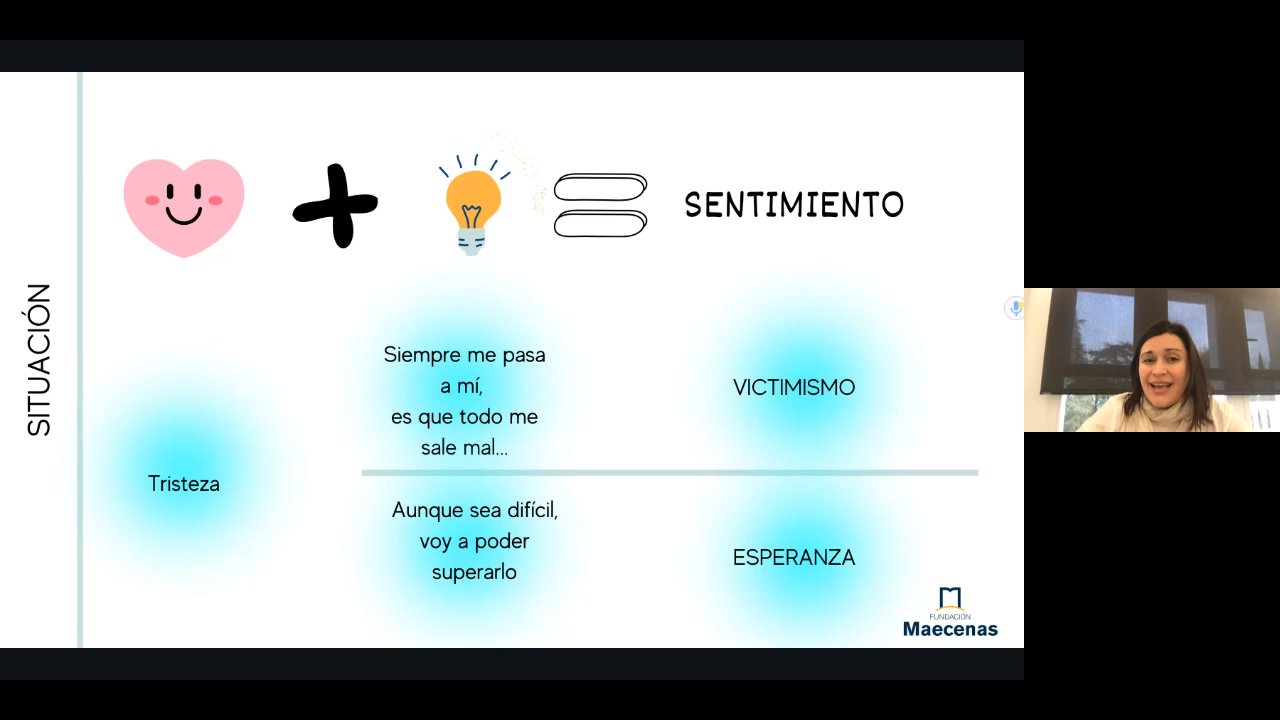 SENTIMIENTO
SITUACIÓN
Tristeza
Siempre me pasa
a mí,
es que todo me
sale mal...
VICTIMISMO
Aunque sea difícil,
voy a poder
superarlo
ESPERANZA
FUNDACIÓN
Maecenas